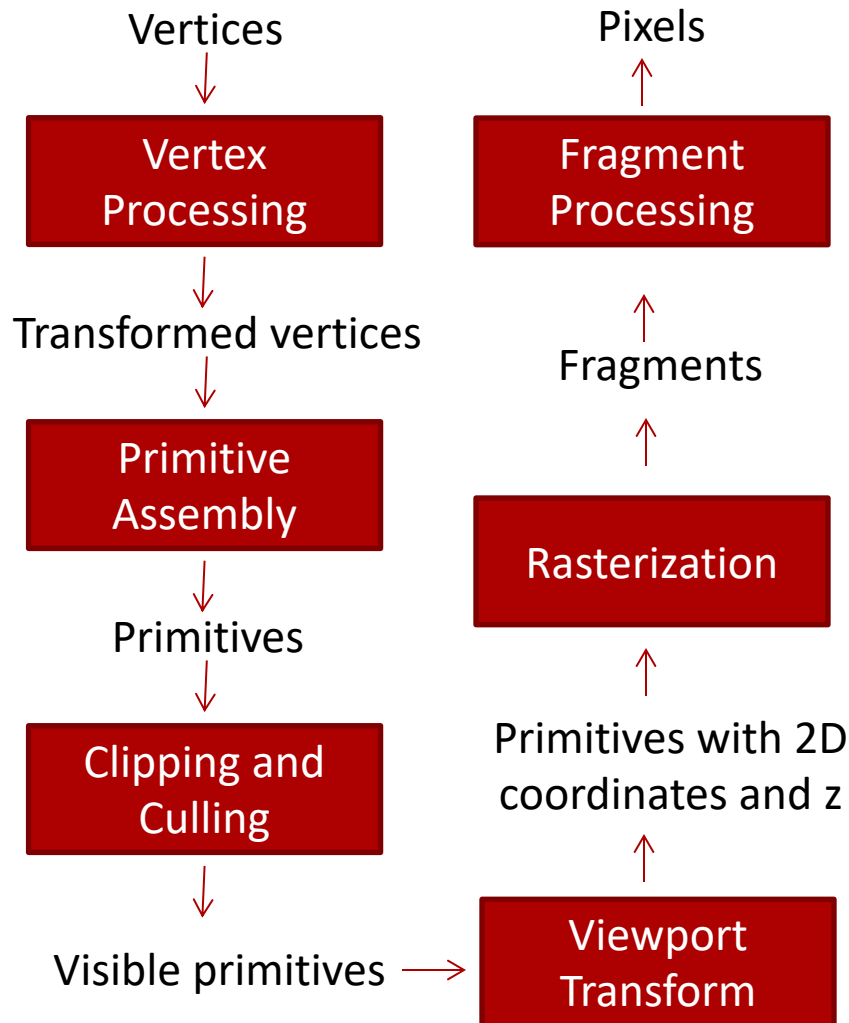 Vertices
Vertex
Processing
Transformed vertices
Primitive
Assembly
Primitives
Clipping and
Culling
Visible primitives
Viewport
Transform
Primitives with 2D
coordinates and z
Rasterization
Fragments
Fragment
Processing
Pixels